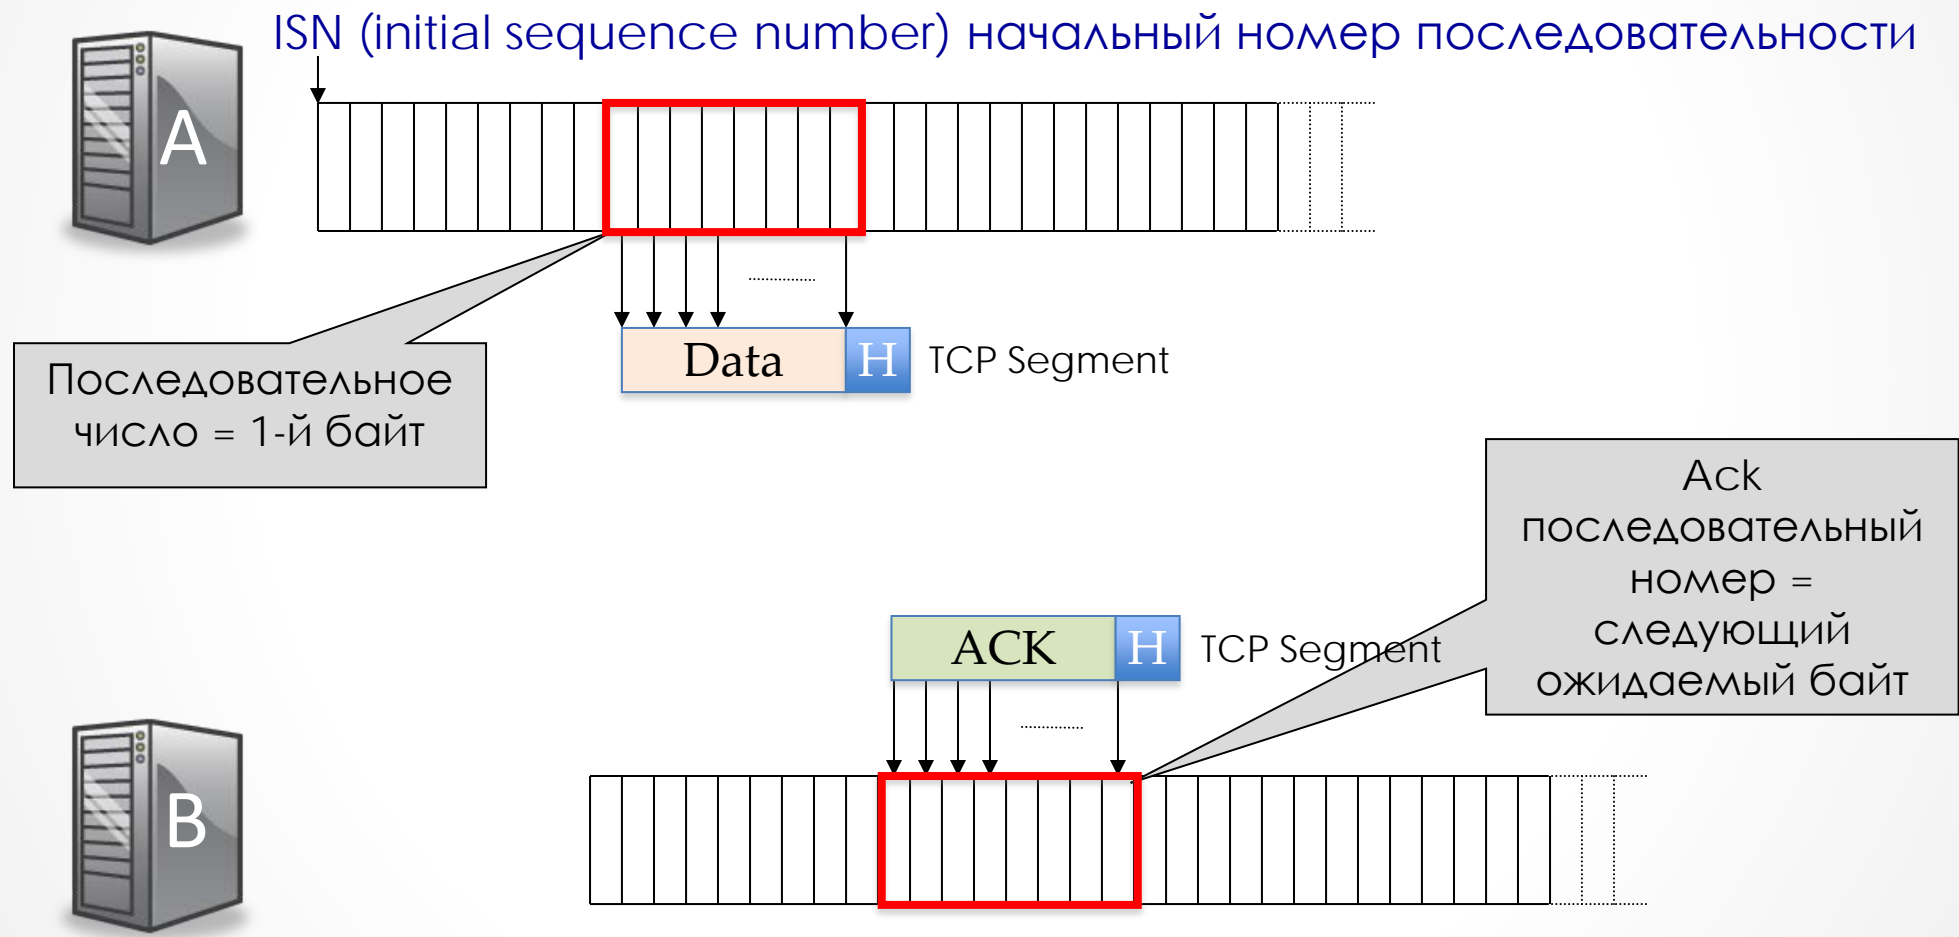 ISN (initial sequence number) начальный номер последовательности
A
Data
H
TCP Segment
Последовательное
число = 1-й байт
Ack
последовательный
номер =
следующий
ожидаемый байт
ACK
H
TCP Segment
B